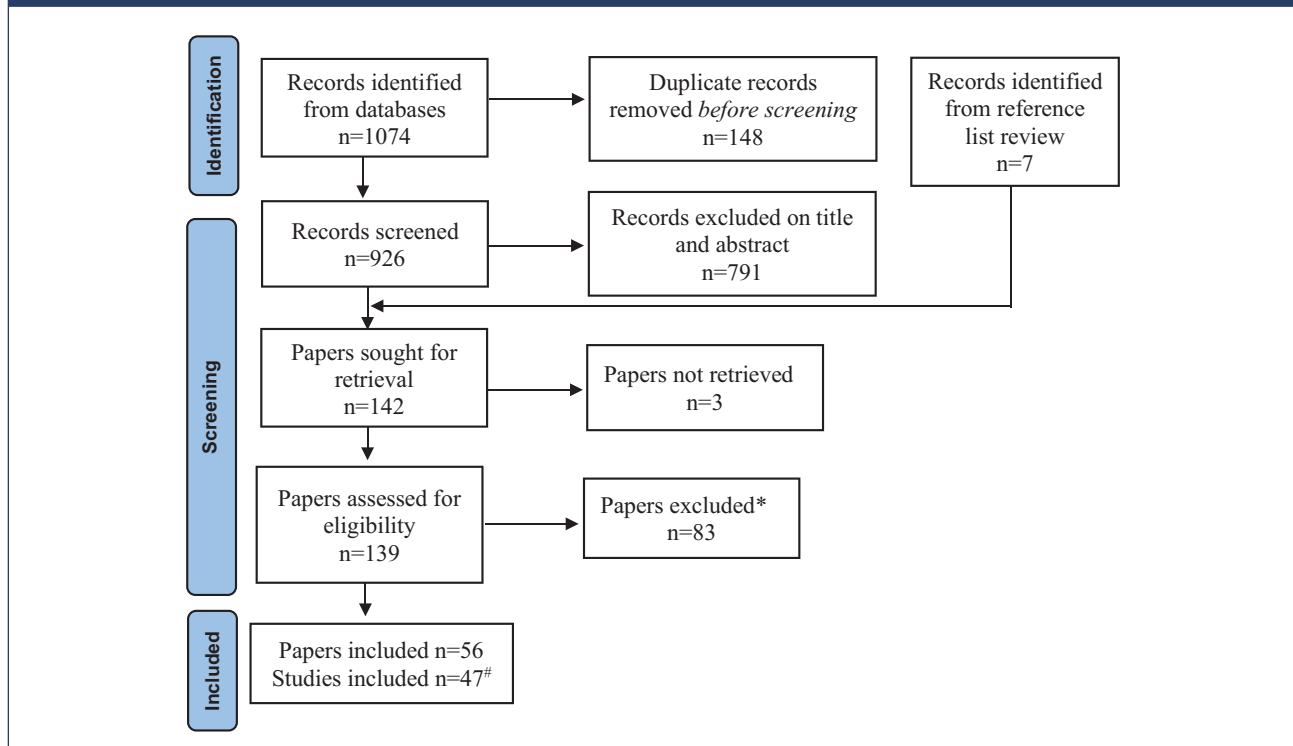 Identification
Records identified
from databases
n=1074
Duplicate records
removed before screening
n=148
Records identified
from reference
list review
n=7
Screening
Records screened
n=926
Records excluded on title
and abstract
n=791
Papers sought for
retrieval
n=142
Papers not retrieved
n=3
Papers assessed for
eligibility
n=139
Papers excluded*
n=83
Included
Papers included n=56
Studies included n=47#